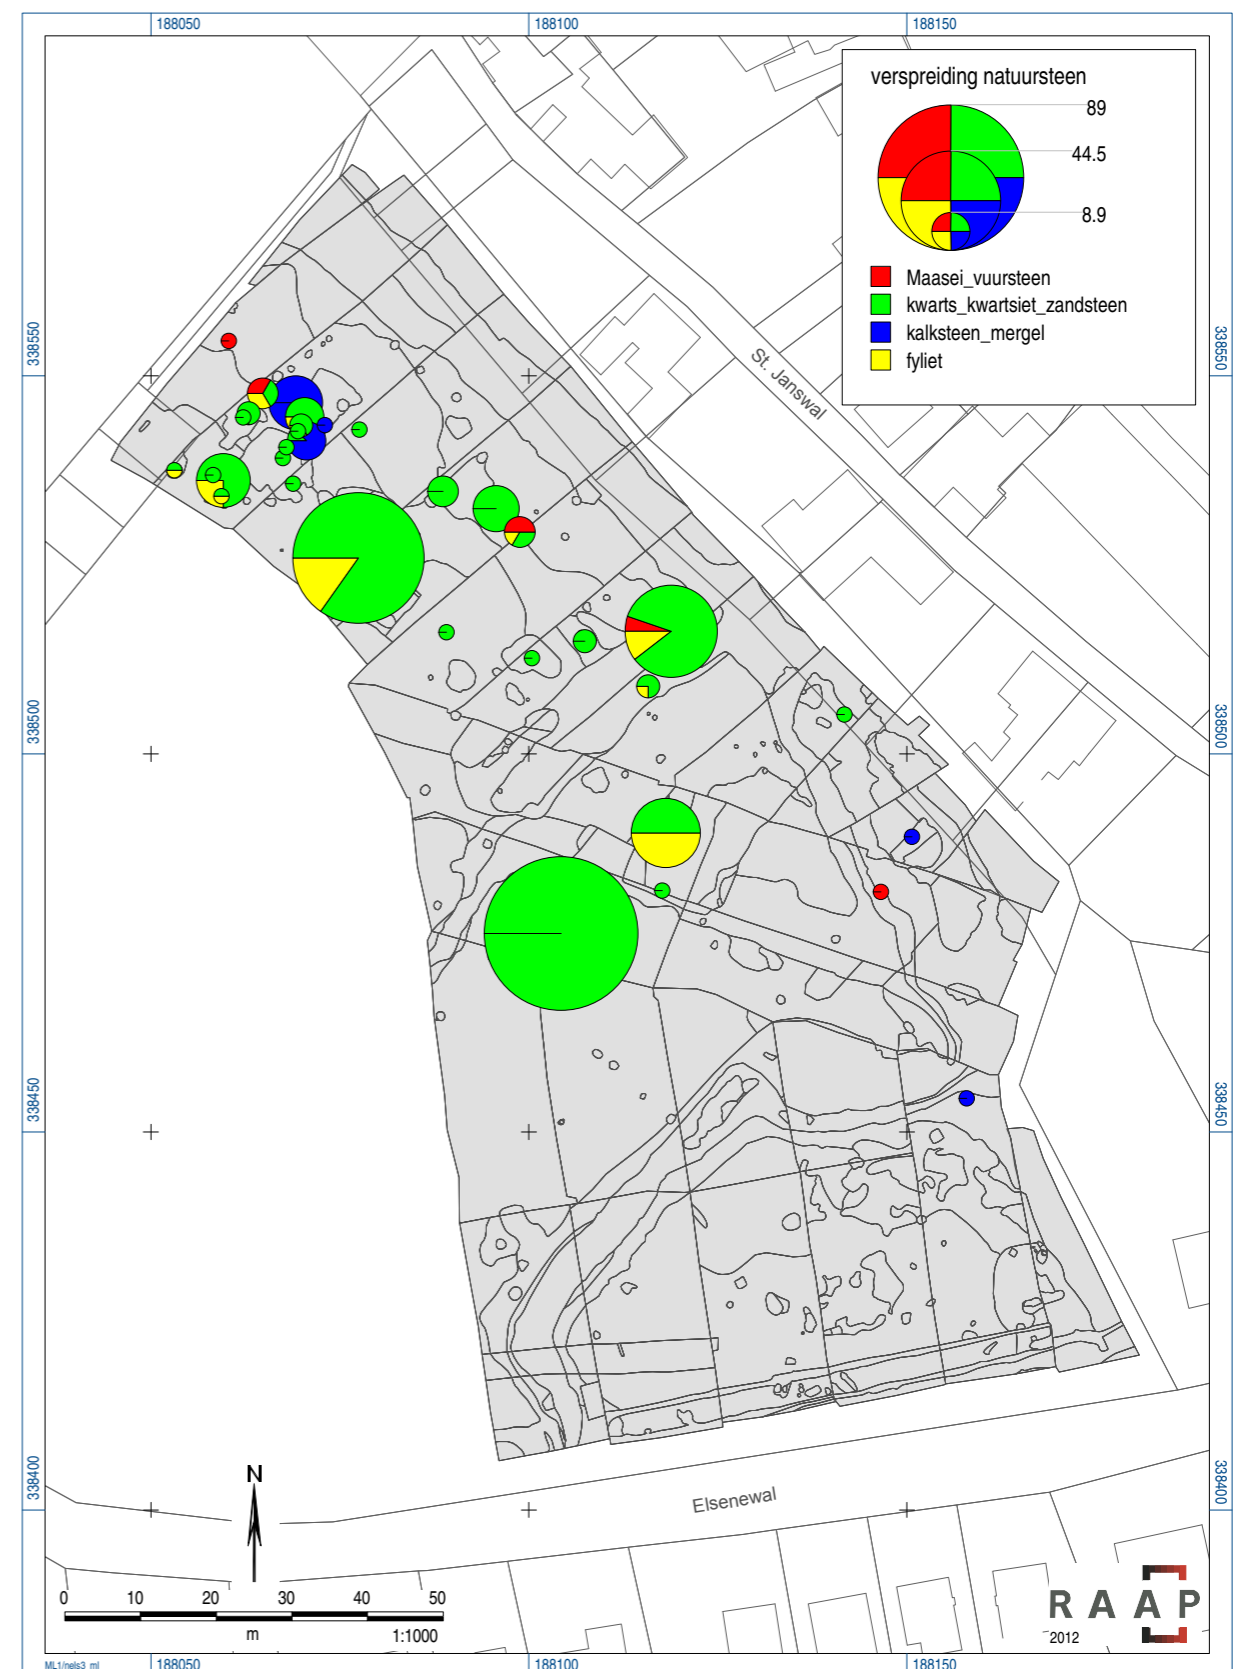 188050 188100 188150
verspreiding natuursteen
89
44.5
8.9
Maasei_vuursteen
kwarts_kwartsiet_zandsteen
kalksteen_mergel
fyliet
338550 338550
St. Janswal
338500 338500
338450 338450
338400 338400
Elsenewal
N
0 10 20 30 40 50
m 1:1000
RAAP
2012
ML1/nels3_ml
188050 188100 188150